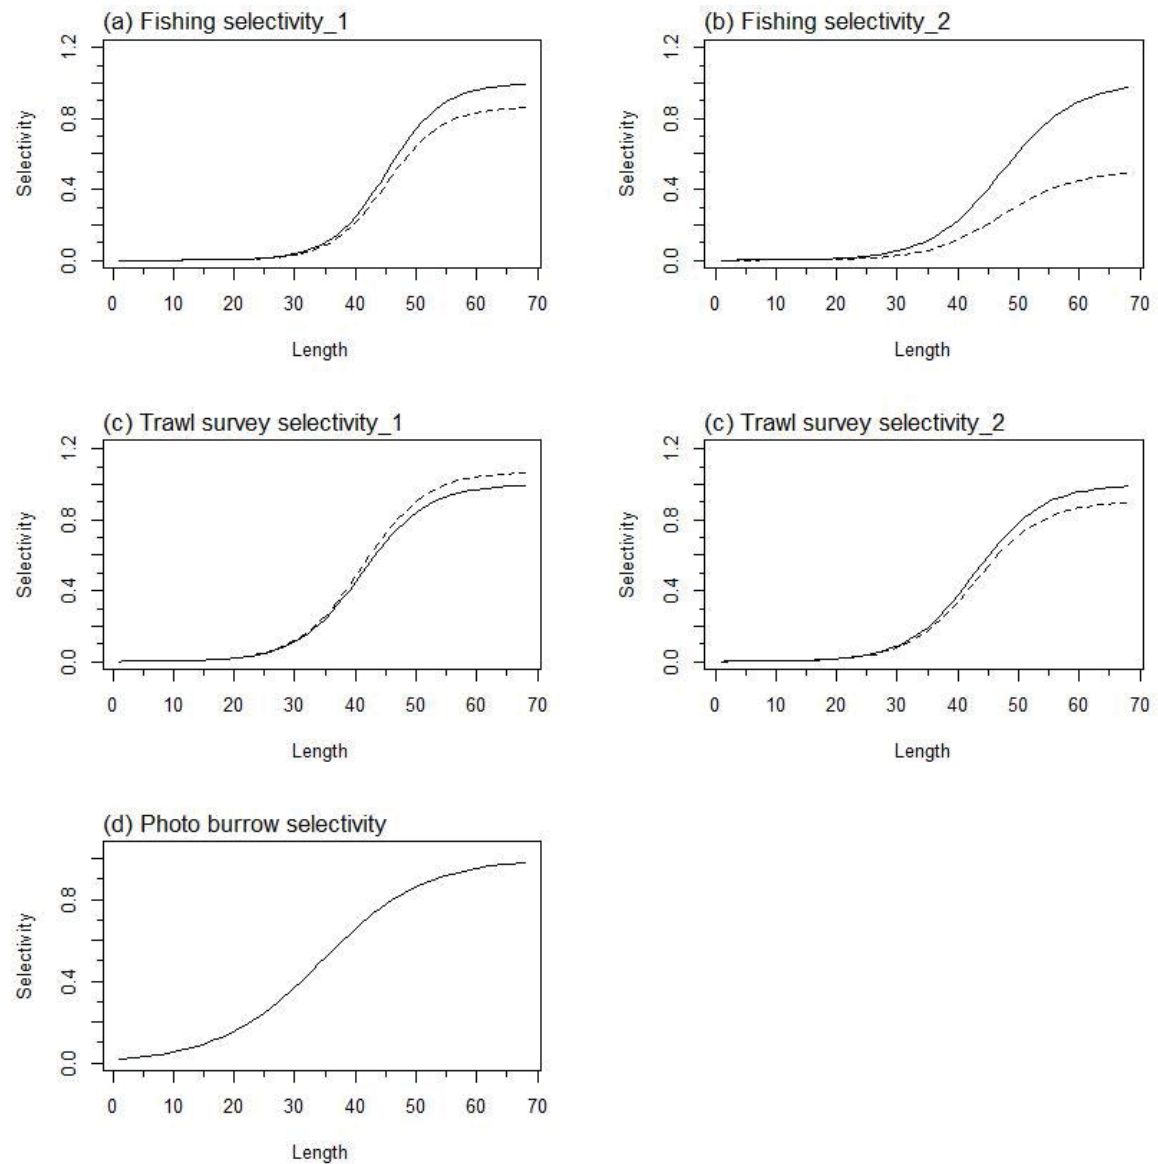 (a) Fishing selectivity_1
1.2
0.8
0.4
0.0
Selectivity
0 10 20 30 40 50 60 70
Length
(b) Fishing selectivity_2
1.2
0.8
0.4
0.0
Selectivity
0 10 20 30 40 50 60 70
Length
(c) Trawl survey selectivity_1
1.2
0.8
0.4
0.0
Selectivity
0 10 20 30 40 50 60 70
Length
(c) Trawl survey selectivity_2
1.2
0.8
0.4
0.0
Selectivity
0 10 20 30 40 50 60 70
Length
(d) Photo burrow selectivity
0.8
0.4
0.0
Selectivity
0 10 20 30 40 50 60 70
Length